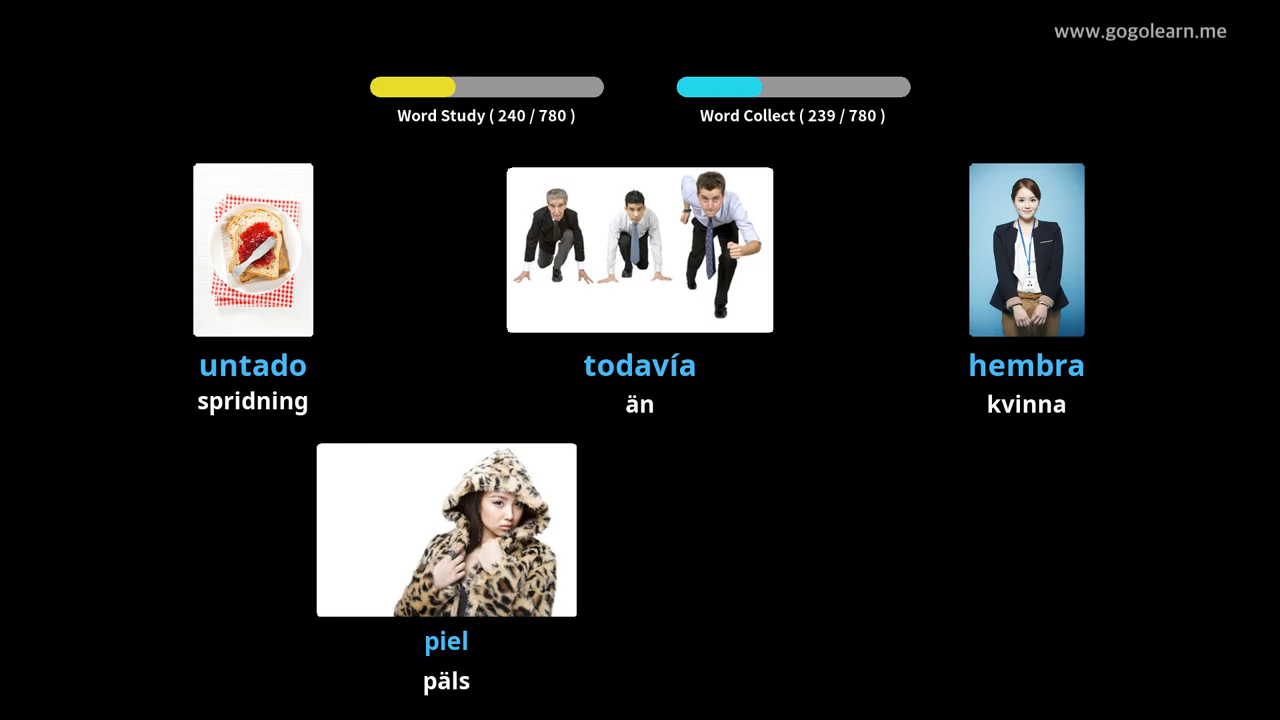 www.gogolearn.me
Word Study ( 240 / 780 )
Word Collect ( 239 / 780 )
untado
spridning
todavía
än
hembra
kvinna
piel
päls